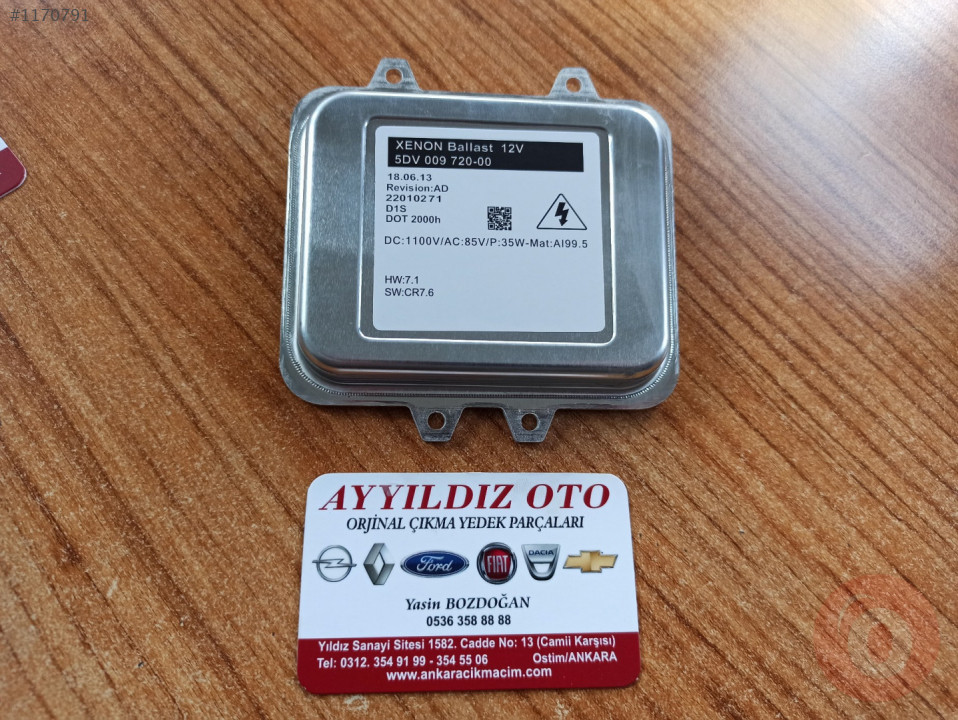 #1170791
XENON Ballast 12V
5DV 009 720-00
18.06.13
Revision:AD
22010271
D1S
DOT 2000h
DC:1100V/AC:85V/P:35W-Mat:Al99.5
HW:7.1
SW:CR7.6
AYYILDIZ OTO
ORJİNAL ÇIKMA YEDEK PARÇALARI
Ford FIAT DACIA
Yasin BOZDOĞAN
0536 358 88 88
Yıldız Sanayi Sitesi 1582. Cadde No: 13 (Camii Karşısı)
Tel: 0312. 354 91 99 - 354 55 06 Ostim/ANKARA
www.ankaracikmacim.com